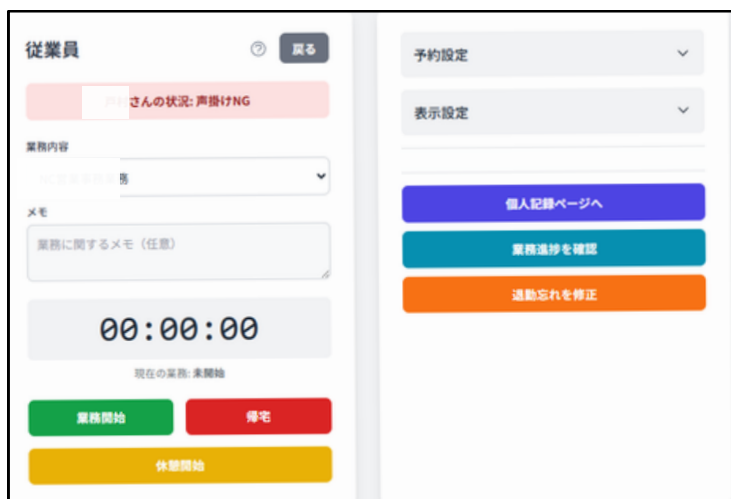 従業員
戻る
さんの状況: 声掛けNG
業務内容
務
メモ
業務に関するメモ（任意）
00:00:00
現在の業務: 未開始
業務開始
帰宅
休憩開始
予約設定
表示設定
個人記録ページへ
業務進捗を確認
退勤忘れを修正